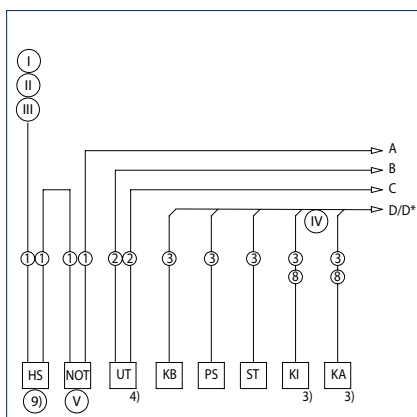 I
II
III
A
B
C
D/D*
IV
1 1 1 1 2 2 3 3 3 3 3
8 8
HS NOT UT KB PS ST KI KA
9) V 4) 3) 3)